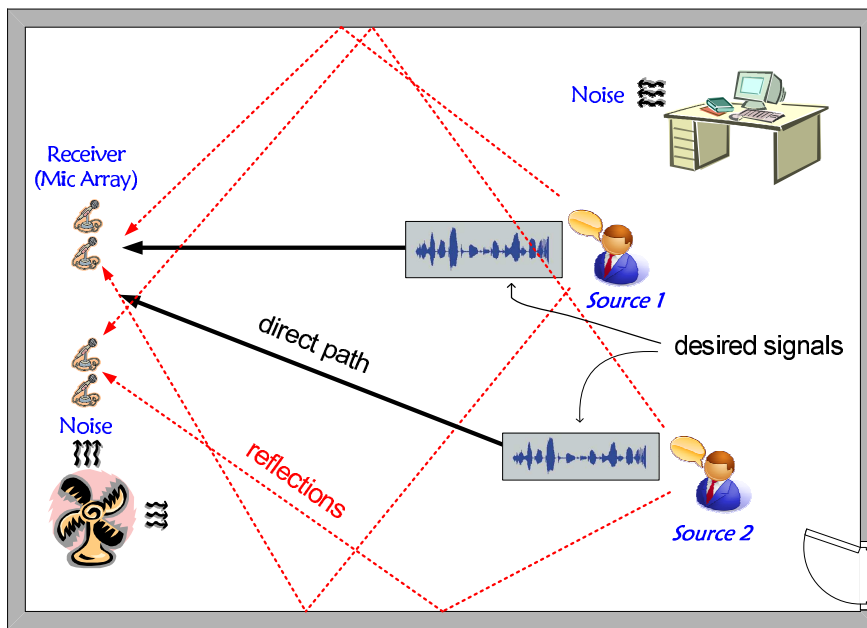 Noise
Receiver
(Mic Array)
Source 1
direct path
desired signals
Noise
reflections
Source 2